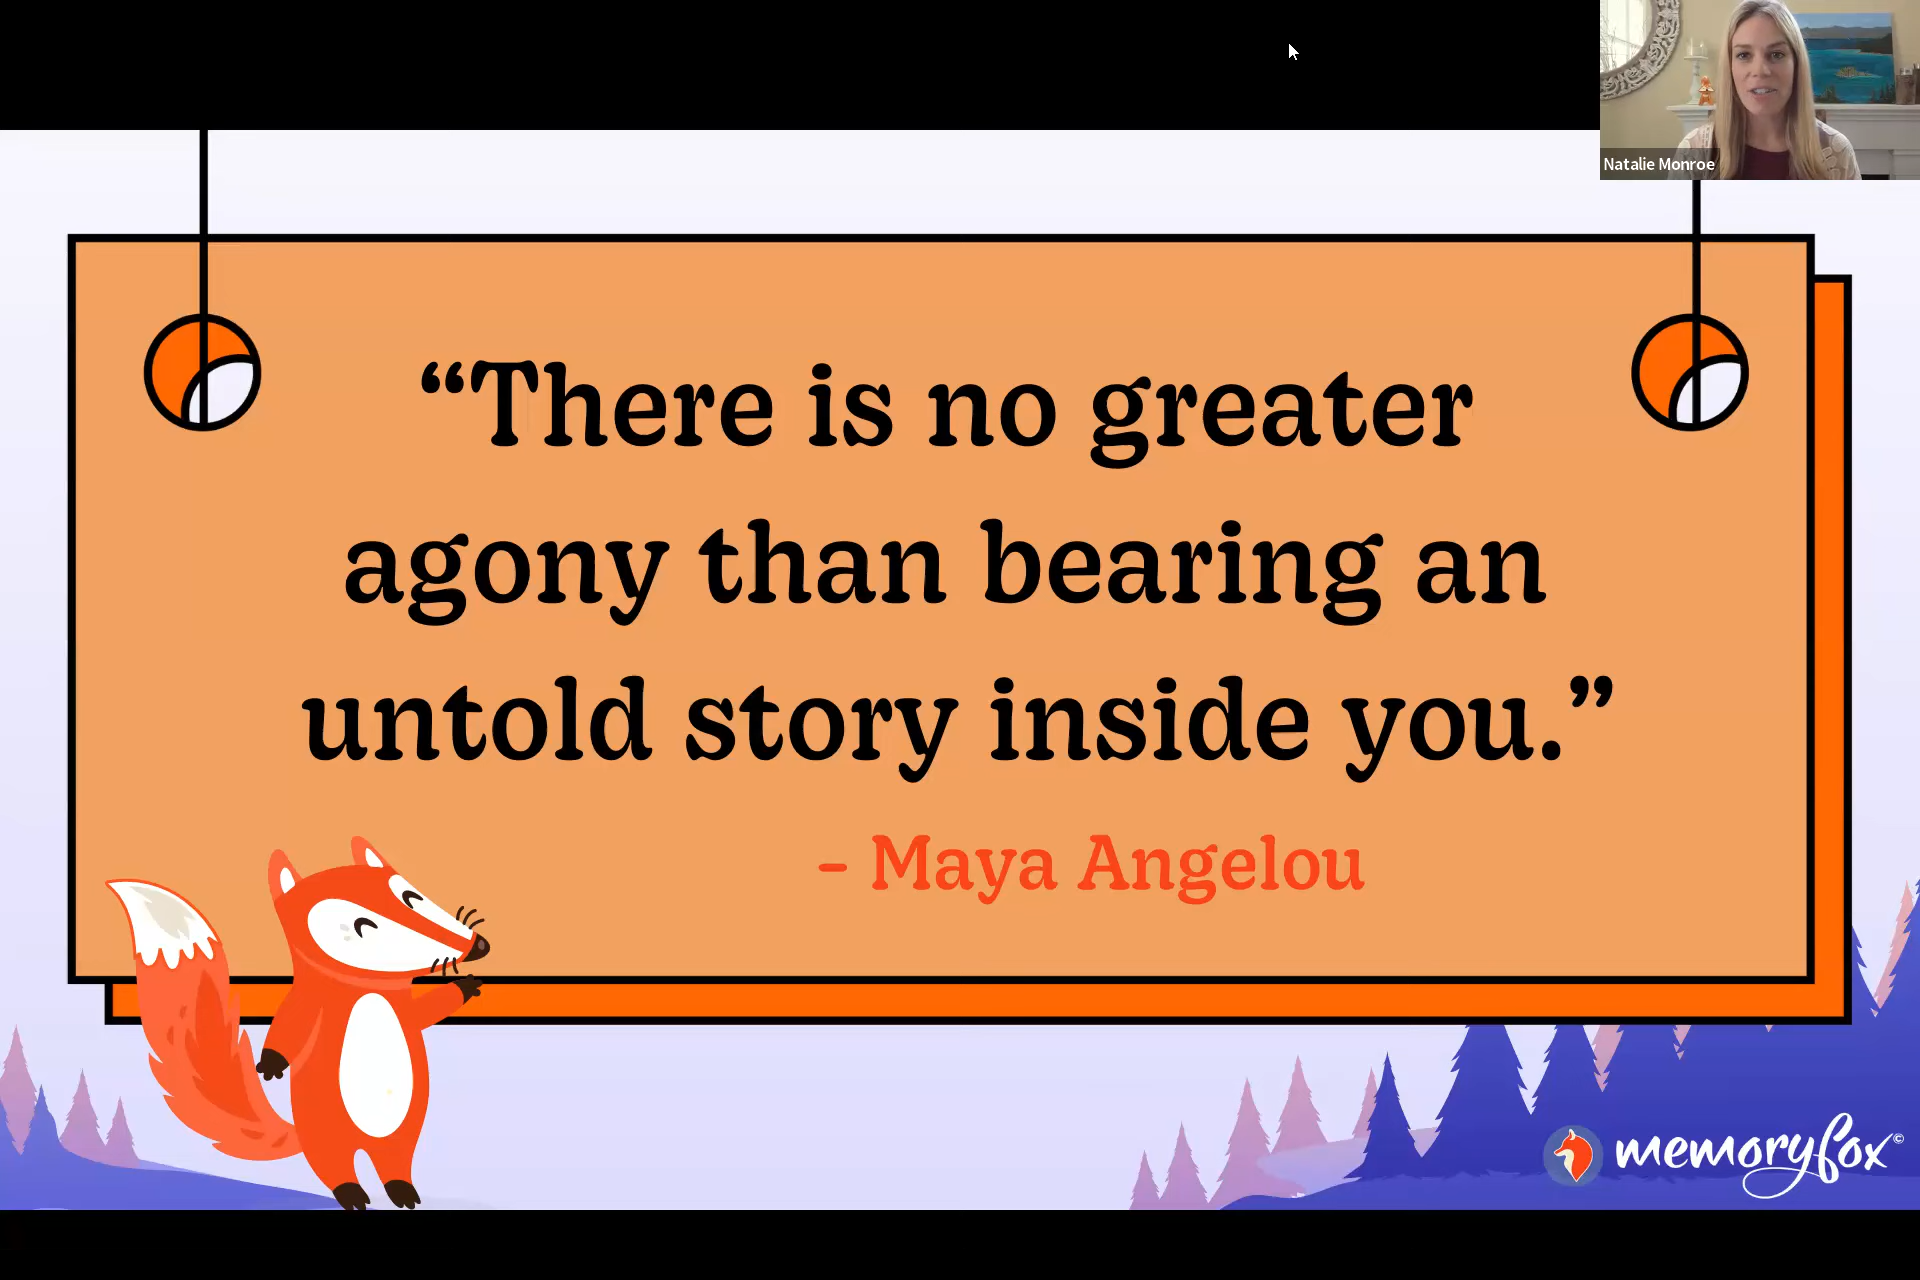 Natalie Monroe
“There is no greater
agony than bearing an
untold story inside you.”
- Maya Angelou
memoryfox©